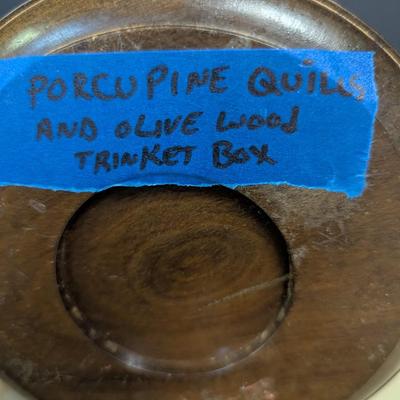 PORCUPINE QUILLS
AND OLIVE WOOD
TRINKET BOX